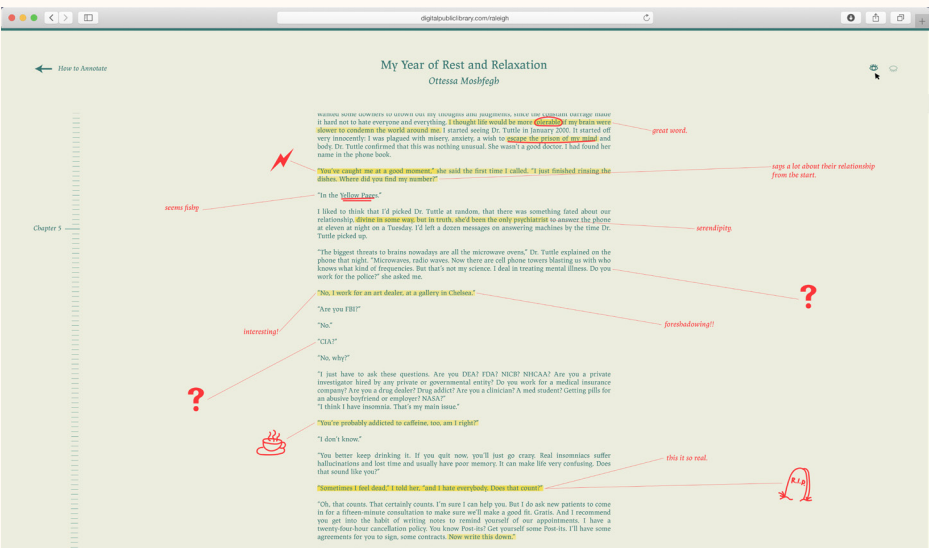 digitalpubliclibrary.com/raleigh
How to Annotate
My Year of Rest and Relaxation
Ottessa Moshfegh
wanted some downers to drown out my thoughts and judgments, since the constant barrage made
it hard not to hate everyone and everything. I thought life would be more tolerable if my brain were
slower to condemn the world around me. I started seeing Dr. Tuttle in January 2000. It started off
very innocently: I was plagued with misery, anxiety, a wish to escape the prison of my mind and
body. Dr. Tuttle confirmed that this was nothing unusual. She wasn't a good doctor. I had found her
name in the phone book.
great word.
"You've caught me at a good moment," she said the first time I called. "I just finished rinsing the
dishes. Where did you find my number?"
says a lot about their relationship
from the start.
"In the Yellow Pages."
seems fishy
I liked to think that I'd picked Dr. Tuttle at random, that there was something fated about our
relationship, divine in some way, but in truth, she'd been the only psychiatrist to answer the phone
at eleven at night on a Tuesday. I'd left a dozen messages on answering machines by the time Dr.
Tuttle picked up.
Chapter 5
serendipity.
"The biggest threats to brains nowadays are all the microwave ovens," Dr. Tuttle explained on the
phone that night. "Microwaves, radio waves. Now there are cell phone towers blasting us with who
knows what kind of frequencies. But that's not my science. I deal in treating mental illness. Do you
work for the police?" she asked me.
?
"No, I work for an art dealer, at a gallery in Chelsea."
"Are you FBI?"
foreshadowing!!
interesting!
"No."
"CIA?"
"No, why?"
"I just have to ask these questions. Are you DEA? FDA? NICB? NHCAA? Are you a private
investigator hired by any private or governmental entity? Do you work for a medical insurance
company? Are you a drug dealer? Drug addict? Are you a clinician? A med student? Getting pills for
an abusive boyfriend or employer? NASA?"
"I think I have insomnia. That's my main issue."
?
"You're probably addicted to caffeine, too, am I right?"
"I don't know."
"You better keep drinking it. If you quit now, you'll just go crazy. Real insomniacs suffer
hallucinations and lost time and usually have poor memory. It can make life very confusing. Does
that sound like you?"
this it so real.
"Sometimes I feel dead," I told her, "and I hate everybody. Does that count?"
R.I.P
"Oh, that counts. That certainly counts. I'm sure I can help you. But I do ask new patients to come
in for a fifteen-minute consultation to make sure we'll make a good fit. Gratis. And I recommend
you get into the habit of writing notes to remind yourself of our appointments. I have a
twenty-four-hour cancellation policy. You know Post-its? Get yourself some Post-its. I'll have some
agreements for you to sign, some contracts. Now write this down."